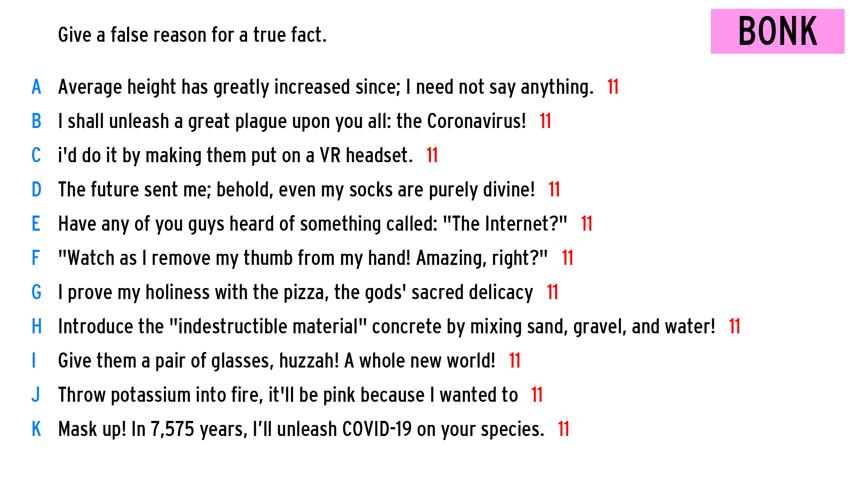 Give a false reason for a true fact.
BONK
A Average height has greatly increased since; I need not say anything. 11
B I shall unleash a great plague upon you all: the Coronavirus! 11
C i'd do it by making them put on a VR headset. 11
D The future sent me; behold, even my socks are purely divine! 11
E Have any of you guys heard of something called: "The Internet?" 11
F "Watch as I remove my thumb from my hand! Amazing, right?" 11
G I prove my holiness with the pizza, the gods' sacred delicacy 11
H Introduce the "indestructible material" concrete by mixing sand, gravel, and water! 11
I Give them a pair of glasses, huzzah! A whole new world! 11
J Throw potassium into fire, it'll be pink because I wanted to 11
K Mask up! In 7,575 years, I’ll unleash COVID-19 on your species. 11